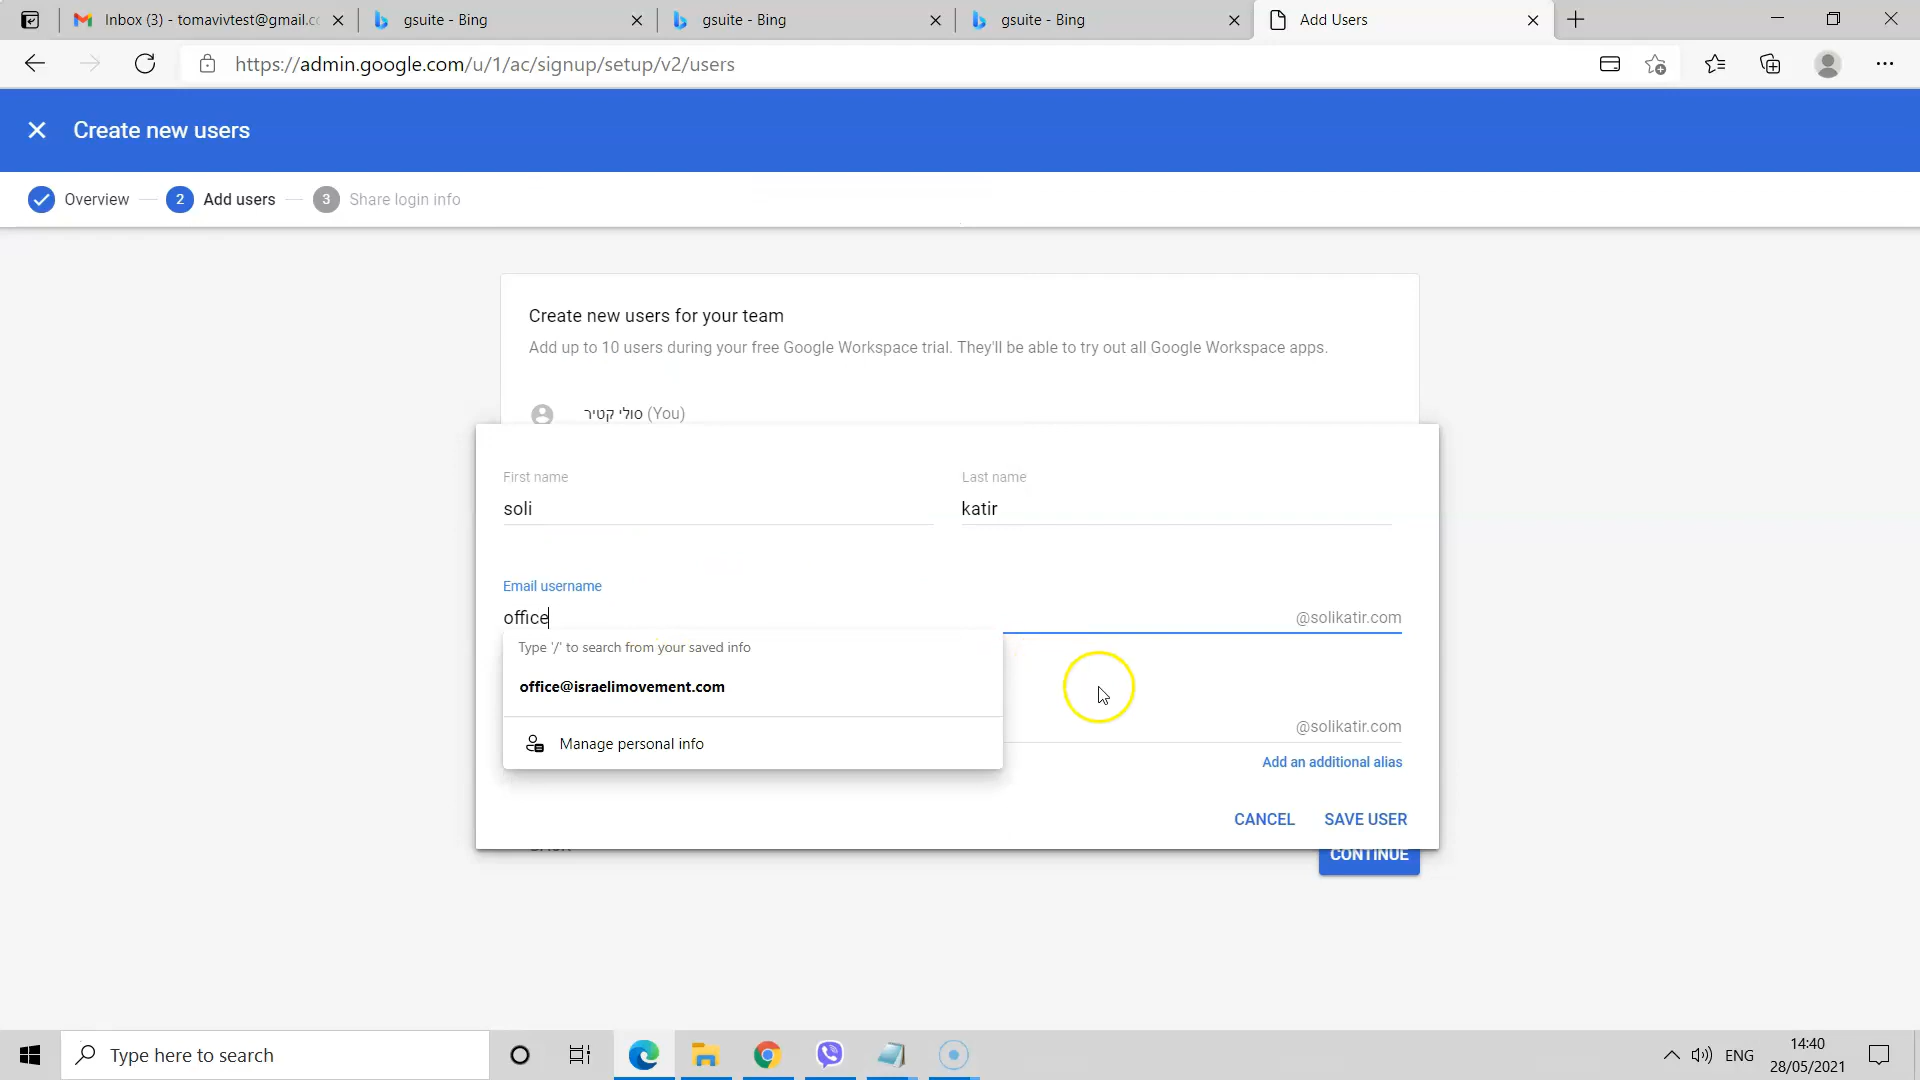 Inbox (3) - tomavivtest@gmail.c
gsuite - Bing
gsuite - Bing
gsuite - Bing
Add Users
https://admin.google.com/u/1/ac/signup/setup/v2/users
Create new users
Overview
2
Add users
3
Share login info
Create new users for your team
Add up to 10 users during your free Google Workspace trial. They'll be able to try out all Google Workspace apps.
סולי קטיר (You)
First name
Last name
soli
katir
Email username
office
@solikatir.com
Type '/' to search from your saved info
office@israelimovement.com
@solikatir.com
Manage personal info
Add an additional alias
CANCEL
SAVE USER
BACK
CONTINUE
Type here to search
ENG
14:40
28/05/2021